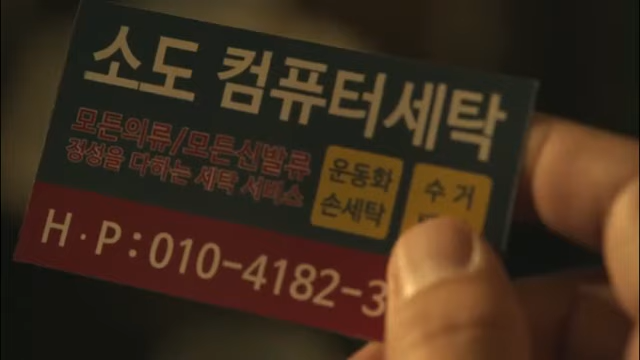 소도 컴퓨터세탁
모든의류/모든신발류
정성을 다하는 세탁 서비스
운동화
손세탁
수거
H·P:010-4182-3